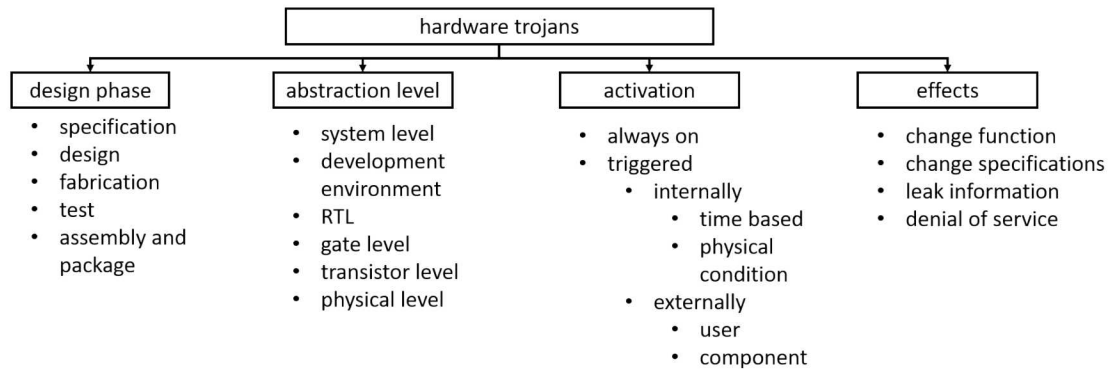 hardware trojans
design phase
• specification
• design
• fabrication
• test
• assembly and
package
abstraction level
• system level
• development
environment
• RTL
• gate level
• transistor level
• physical level
activation
• always on
• triggered
• internally
• time based
• physical
condition
• externally
• user
• component
effects
• change function
• change specifications
• leak information
• denial of service